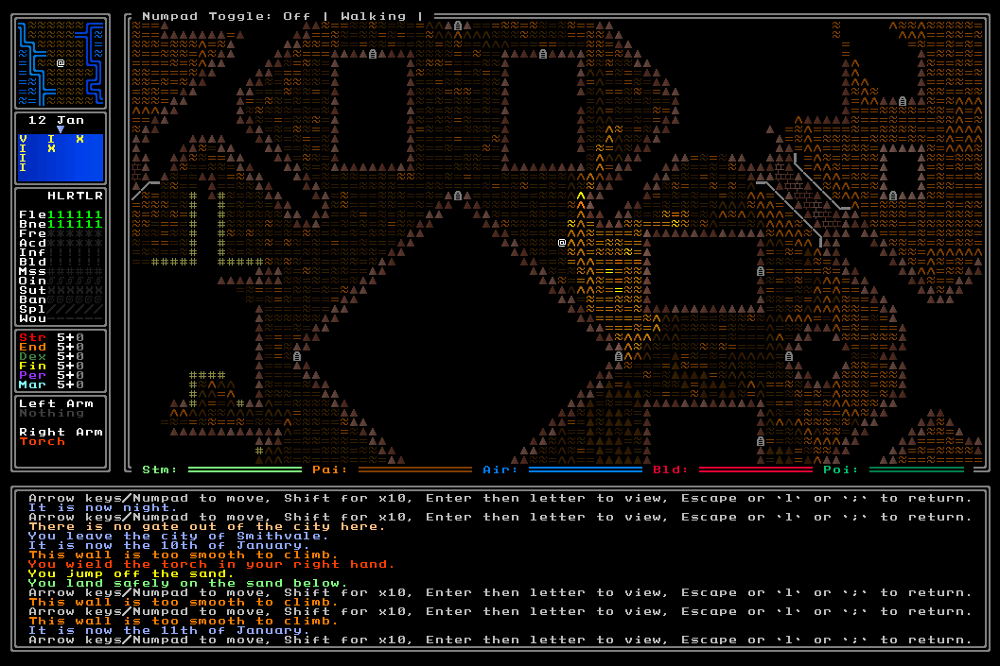 Numpad Toggle: Off | Walking |
12 Jan
V I X
I X
I
I
HLRTLR
Fle111111
Bne111111
Fre
Acd
Inf
Bld
Mss
Oin
Sut
Ban
Spl
Wou
Str 5+0
End 5+0
Dex 5+0
Fin 5+0
Per 5+0
Mar 5+0
Left Arm
Nothing
Right Arm
Torch
Stm: Pai: Air: Bld: Poi:
Arrow keys/Numpad to move, Shift for x10, Enter then letter to view, Escape or 'l' or ';' to return.
It is now night.
Arrow keys/Numpad to move, Shift for x10, Enter then letter to view, Escape or 'l' or ';' to return.
There is no gate out of the city here.
You leave the city of Smithvale.
It is now the 10th of January.
This wall is too smooth to climb.
You wield the torch in your right hand.
You jump off the sand.
You land safely on the sand below.
Arrow keys/Numpad to move, Shift for x10, Enter then letter to view, Escape or 'l' or ';' to return.
This wall is too smooth to climb.
Arrow keys/Numpad to move, Shift for x10, Enter then letter to view, Escape or 'l' or ';' to return.
This wall is too smooth to climb.
It is now the 11th of January.
Arrow keys/Numpad to move, Shift for x10, Enter then letter to view, Escape or 'l' or ';' to return.